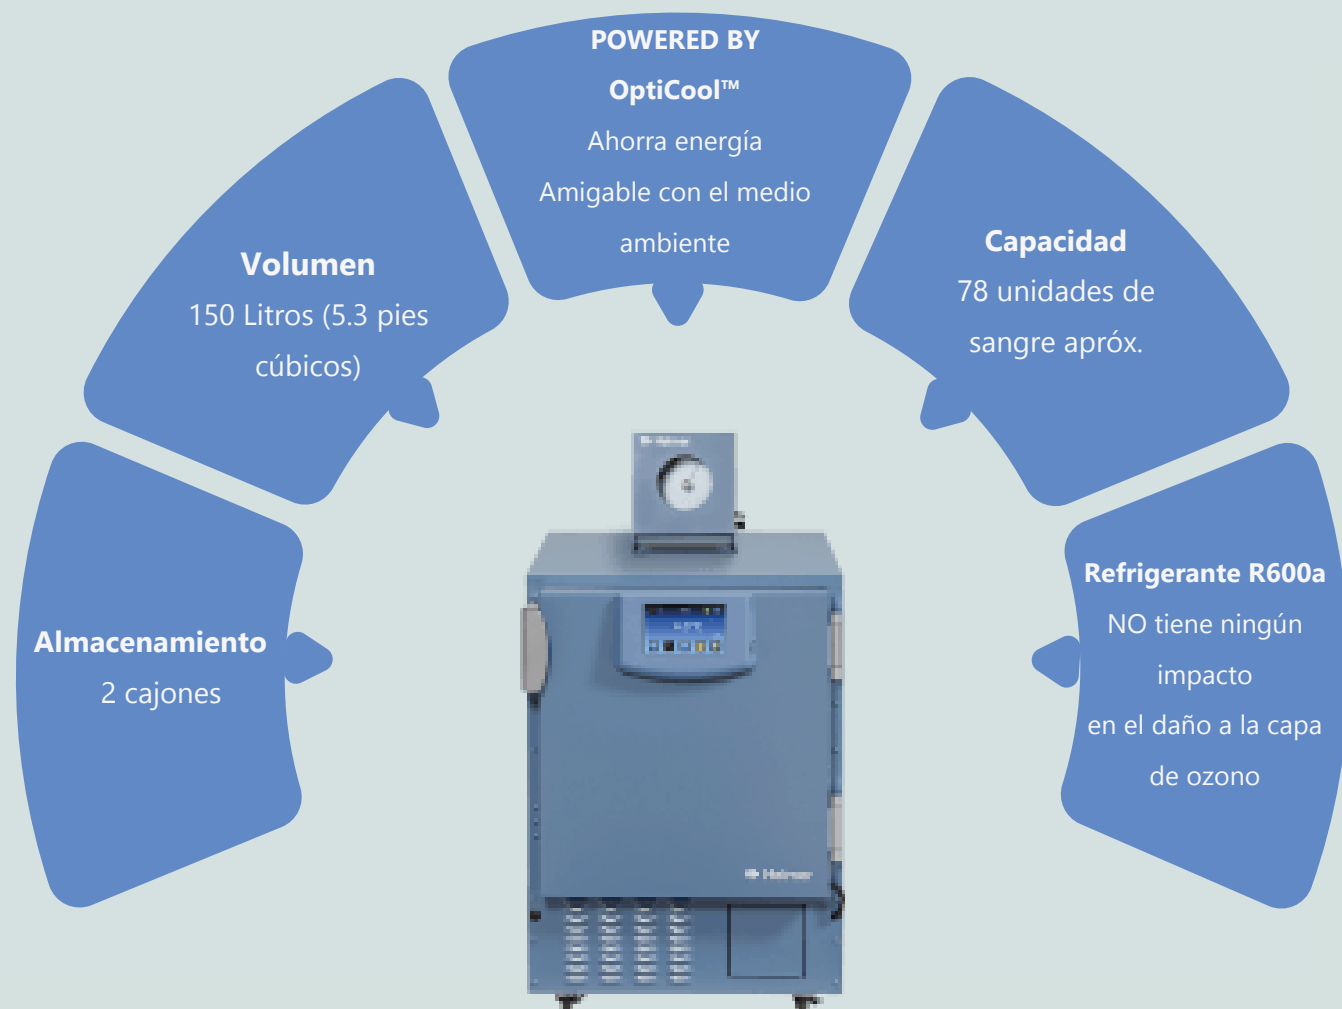 POWERED BY
OptiCool™
Ahorra energía
Amigable con el medio
ambiente
Volumen
150 Litros (5.3 pies
cúbicos)
Capacidad
78 unidades de
sangre apróx.
Almacenamiento
2 cajones
Refrigerante R600a
NO tiene ningún
impacto
en el daño a la capa
de ozono
Helmer
Helmer